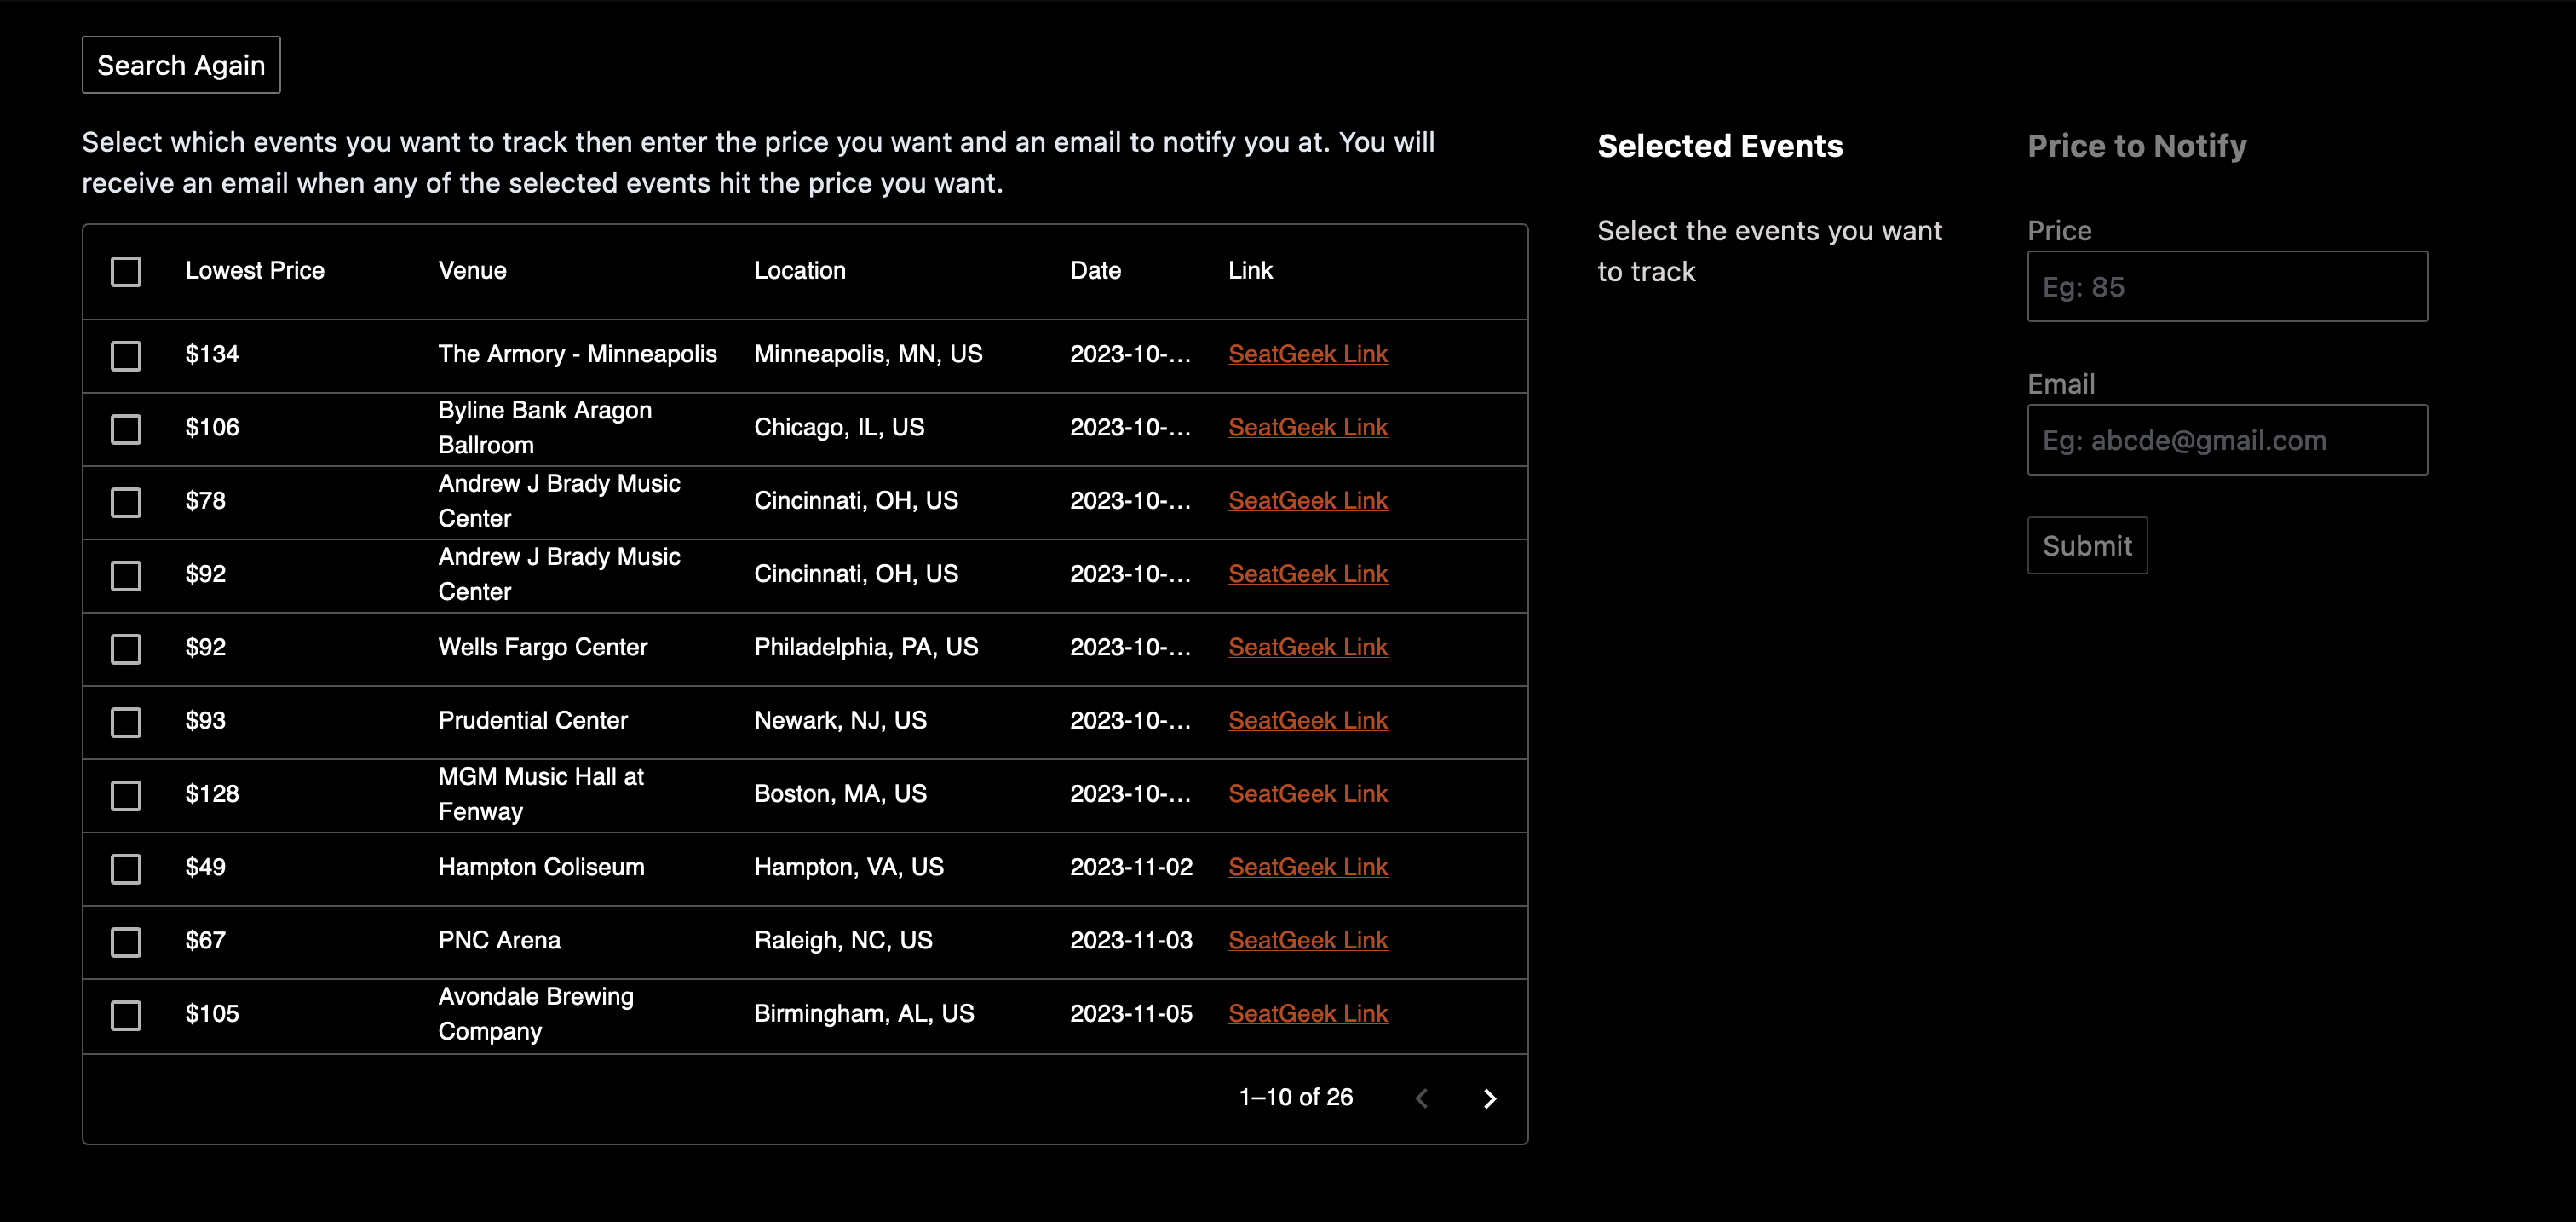 Search Again
Select which events you want to track then enter the price you want and an email to notify you at. You will
receive an email when any of the selected events hit the price you want.
Lowest Price Venue Location Date Link
$134 The Armory - Minneapolis Minneapolis, MN, US 2023-10-... SeatGeek Link
$106 Byline Bank Aragon
Ballroom Chicago, IL, US 2023-10-... SeatGeek Link
$78 Andrew J Brady Music
Center Cincinnati, OH, US 2023-10-... SeatGeek Link
$92 Andrew J Brady Music
Center Cincinnati, OH, US 2023-10-... SeatGeek Link
$92 Wells Fargo Center Philadelphia, PA, US 2023-10-... SeatGeek Link
$93 Prudential Center Newark, NJ, US 2023-10-... SeatGeek Link
$128 MGM Music Hall at
Fenway Boston, MA, US 2023-10-... SeatGeek Link
$49 Hampton Coliseum Hampton, VA, US 2023-11-02 SeatGeek Link
$67 PNC Arena Raleigh, NC, US 2023-11-03 SeatGeek Link
$105 Avondale Brewing
Company Birmingham, AL, US 2023-11-05 SeatGeek Link
1–10 of 26
Selected Events
Select the events you want
to track
Price to Notify
Price
Eg: 85
Email
Eg: abcde@gmail.com
Submit